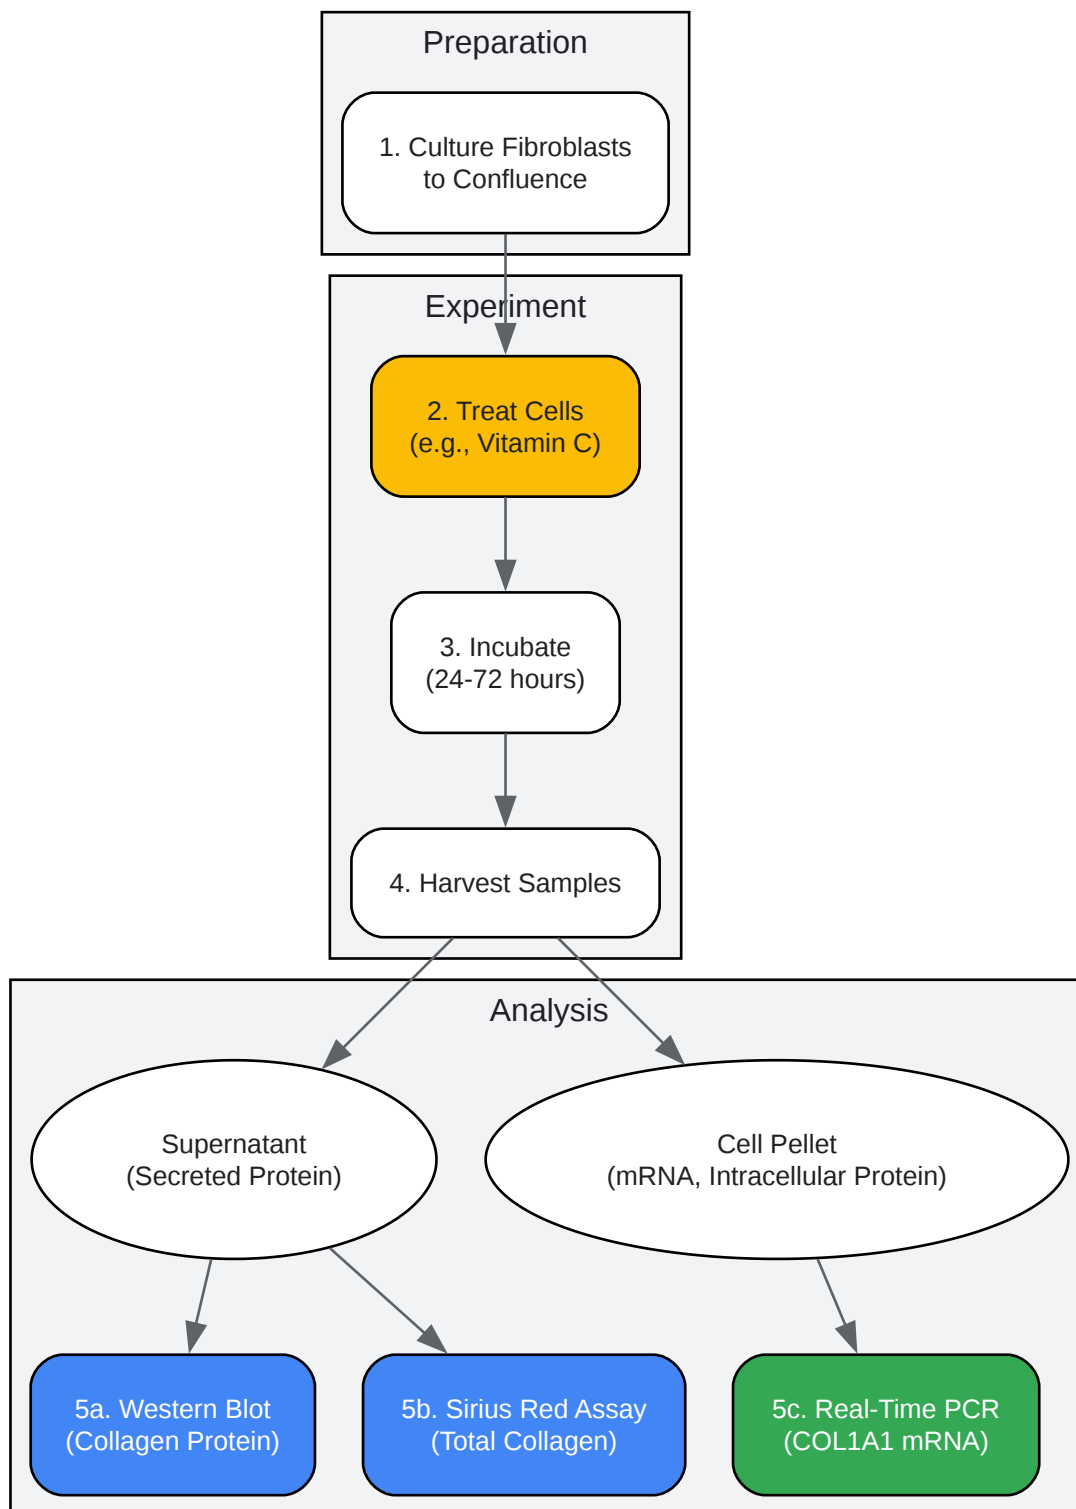 Preparation
1. Culture Fibroblasts
to Confluence
Experiment
2. Treat Cells
(e.g., Vitamin C)
3. Incubate
(24-72 hours)
4. Harvest Samples
Analysis
Supernatant
(Secreted Protein)
Cell Pellet
(mRNA, Intracellular Protein)
5a. Western Blot
(Collagen Protein)
5b. Sirius Red Assay
(Total Collagen)
5c. Real-Time PCR
(COL1A1 mRNA)